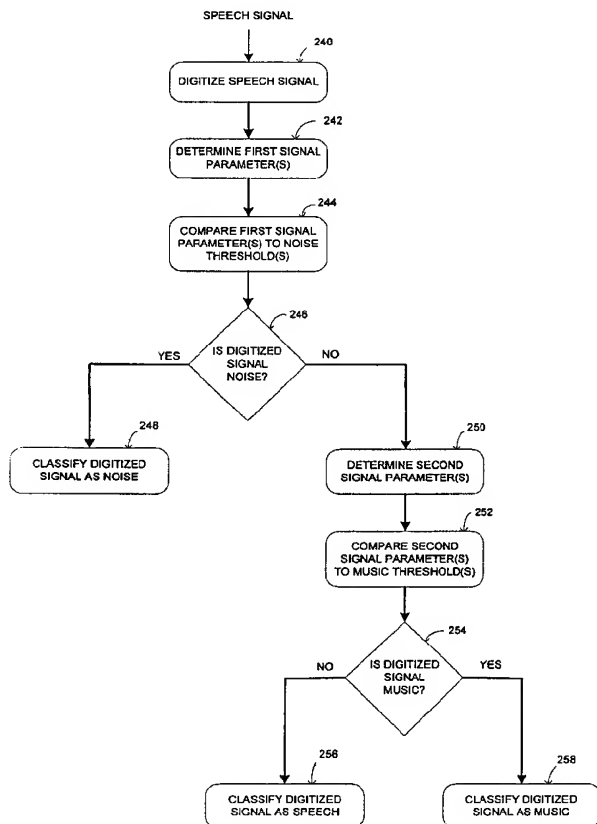 SPEECH SIGNAL
240
DIGITIZE SPEECH SIGNAL
242
DETERMINE FIRST SIGNAL
PARAMETER(S)
244
COMPARE FIRST SIGNAL
PARAMETER(S) TO NOISE
THRESHOLD(S)
246
IS DIGITIZED
SIGNAL
NOISE?
YES
NO
248
CLASSIFY DIGITIZED
SIGNAL AS NOISE
250
DETERMINE SECOND
SIGNAL PARAMETER(S)
252
COMPARE SECOND
SIGNAL PARAMETER(S)
TO MUSIC THRESHOLD(S)
254
IS DIGITIZED
SIGNAL
MUSIC?
NO
YES
256
CLASSIFY DIGITIZED
SIGNAL AS SPEECH
258
CLASSIFY DIGITIZED
SIGNAL AS MUSIC